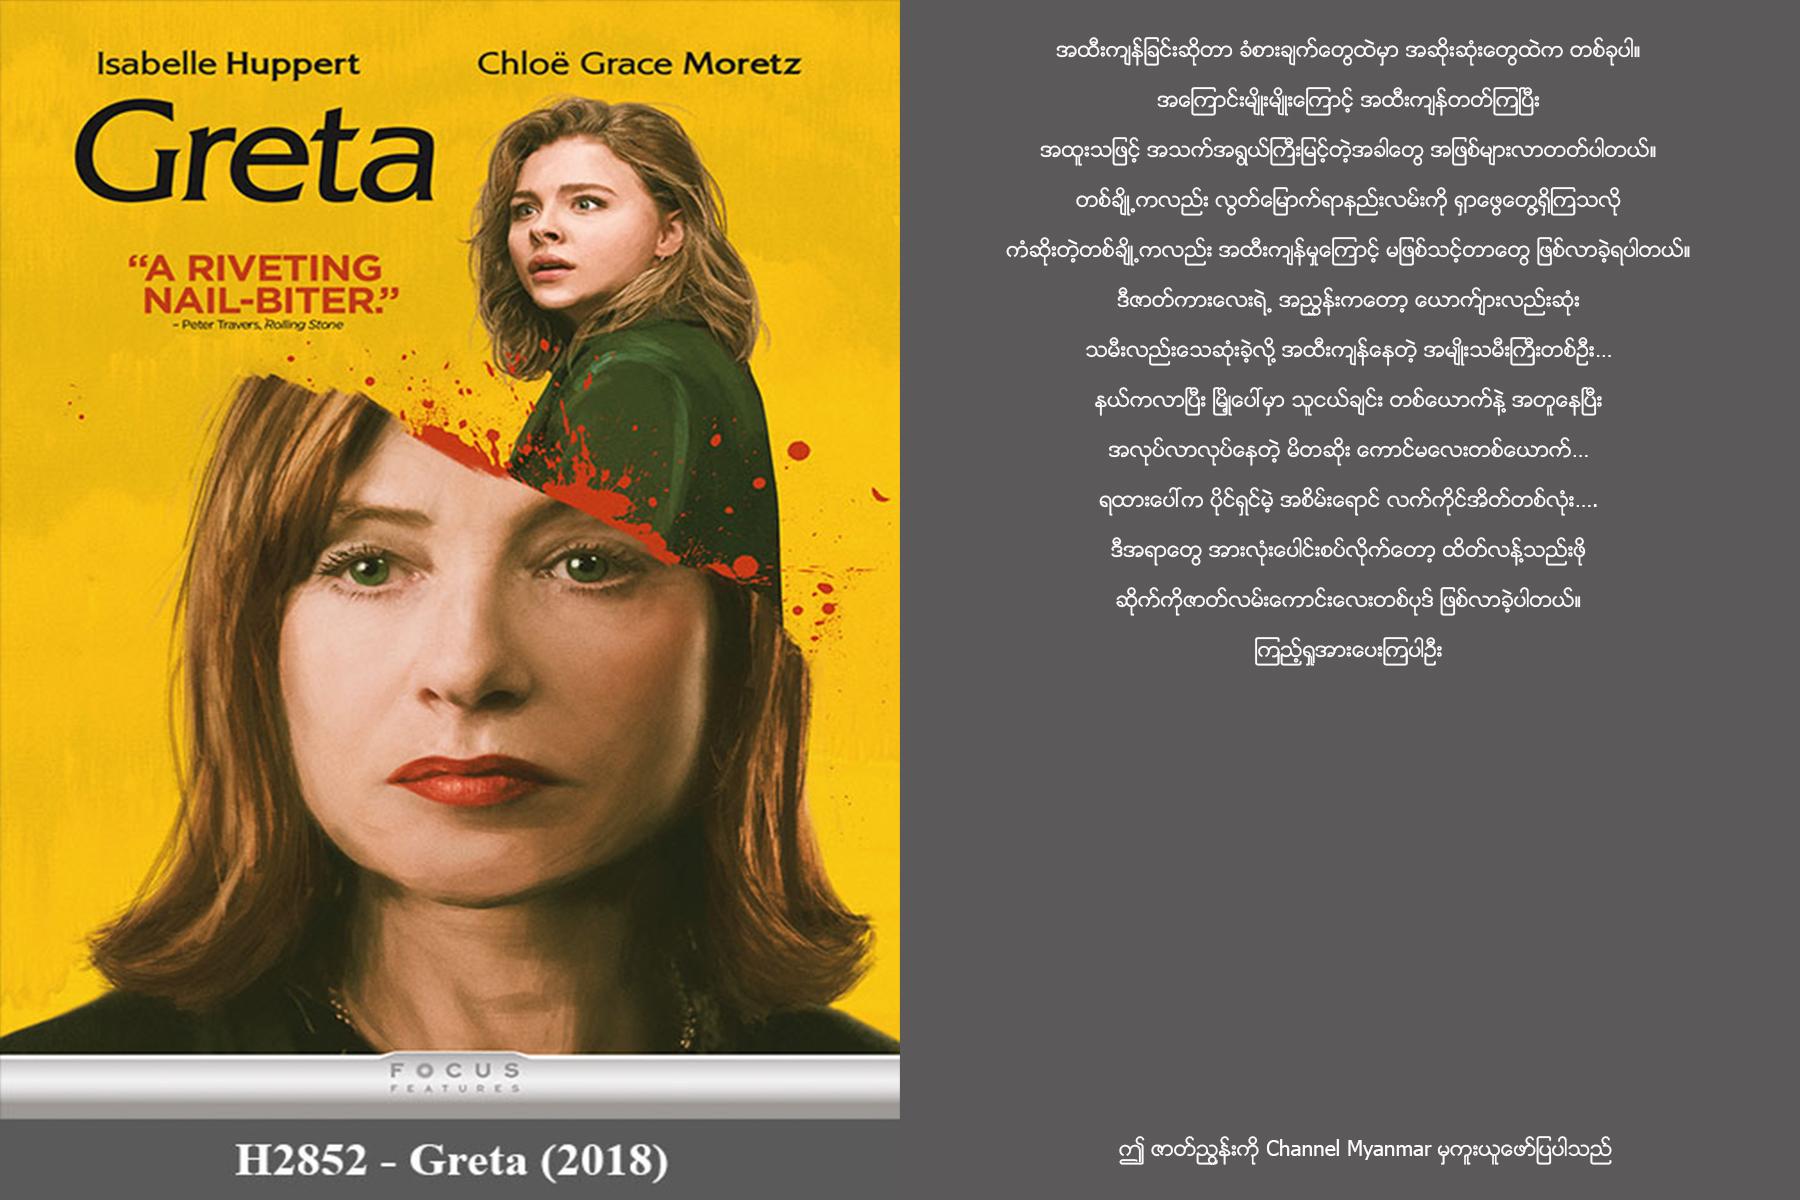 Isabelle Huppert
Chloë Grace Moretz
Greta
“A RIVETING
NAIL-BITER.”
– Peter Travers, Rolling Stone
FOCUS
FEATURES
H2852 - Greta (2018)
အထီးကျန်ခြင်းဆိုတာ ခံစားချက်တွေထဲမှာ အဆိုးဆုံးတွေထဲက တစ်ခုပါ။
အကြောင်းမျိုးမျိုးကြောင့် အထီးကျန်တတ်ကြပြီး
အထူးသဖြင့် အသက်အရွယ်ကြီးမြင့်တဲ့အခါတွေ အဖြစ်များလာတတ်ပါတယ်။
တစ်ချို့ကလည်း လွတ်မြောက်ရာနည်းလမ်းကို ရှာဖွေတွေ့ရှိကြသလို
ကံဆိုးတဲ့တစ်ချို့ကလည်း အထီးကျန်မှုကြောင့် မဖြစ်သင့်တာတွေ ဖြစ်လာခဲ့ရပါတယ်။
ဒီဇာတ်ကားလေးရဲ့ အညွှန်းကတော့ ယောက်ျားလည်းဆုံး
သမီးလည်းသေဆုံးခဲ့လို့ အထီးကျန်နေတဲ့ အမျိုးသမီးကြီးတစ်ဦး...
နယ်ကလာပြီး မြို့ပေါ်မှာ သူငယ်ချင်း တစ်ယောက်နဲ့ အတူနေပြီး
အလုပ်လာလုပ်နေတဲ့ မိတဆိုး ကောင်မလေးတစ်ယောက်...
ရထားပေါ်က ပိုင်ရှင်မဲ့ အစိမ်းရောင် လက်ကိုင်အိတ်တစ်လုံး....
ဒီအရာတွေ အားလုံးပေါင်းစပ်လိုက်တော့ ထိတ်လန့်သည်းဖို
ဆိုက်ကိုဇာတ်လမ်းကောင်းလေးတစ်ပုဒ် ဖြစ်လာခဲ့ပါတယ်။
ကြည့်ရှုအားပေးကြပါဦး
ဤ ဇာတ်ညွှန်းကို Channel Myanmar မှကူးယူဖော်ပြပါသည်